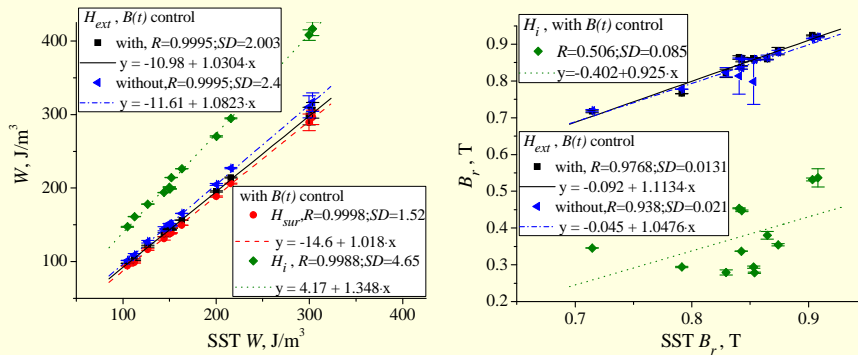 H_ext, B(t) control
with, R=0.9995;SD=2.003
y = -10.98 + 1.0304·x
without,R=0.9995;SD=2.4
y = -11.61 + 1.0823·x
with B(t) control
H_sur,R=0.9998;SD=1.52
y = -14.6 + 1.018·x
H_i, R=0.9988;SD=4.65
y = 4.17 + 1.348·x
W, J/m³
400
300
200
100
100
200
300
400
SST W, J/m³
H_i, with B(t) control
R=0.506;SD=0.085
y=-0.402+0.925·x
H_ext, B(t) control
with, R=0.9768;SD=0.0131
y = -0.092 + 1.1134·x
without,R=0.938;SD=0.021
y = -0.045 + 1.0476·x
B_r, T
0.9
0.8
0.7
0.6
0.5
0.4
0.3
0.2
0.7
0.8
0.9
SST B_r, T